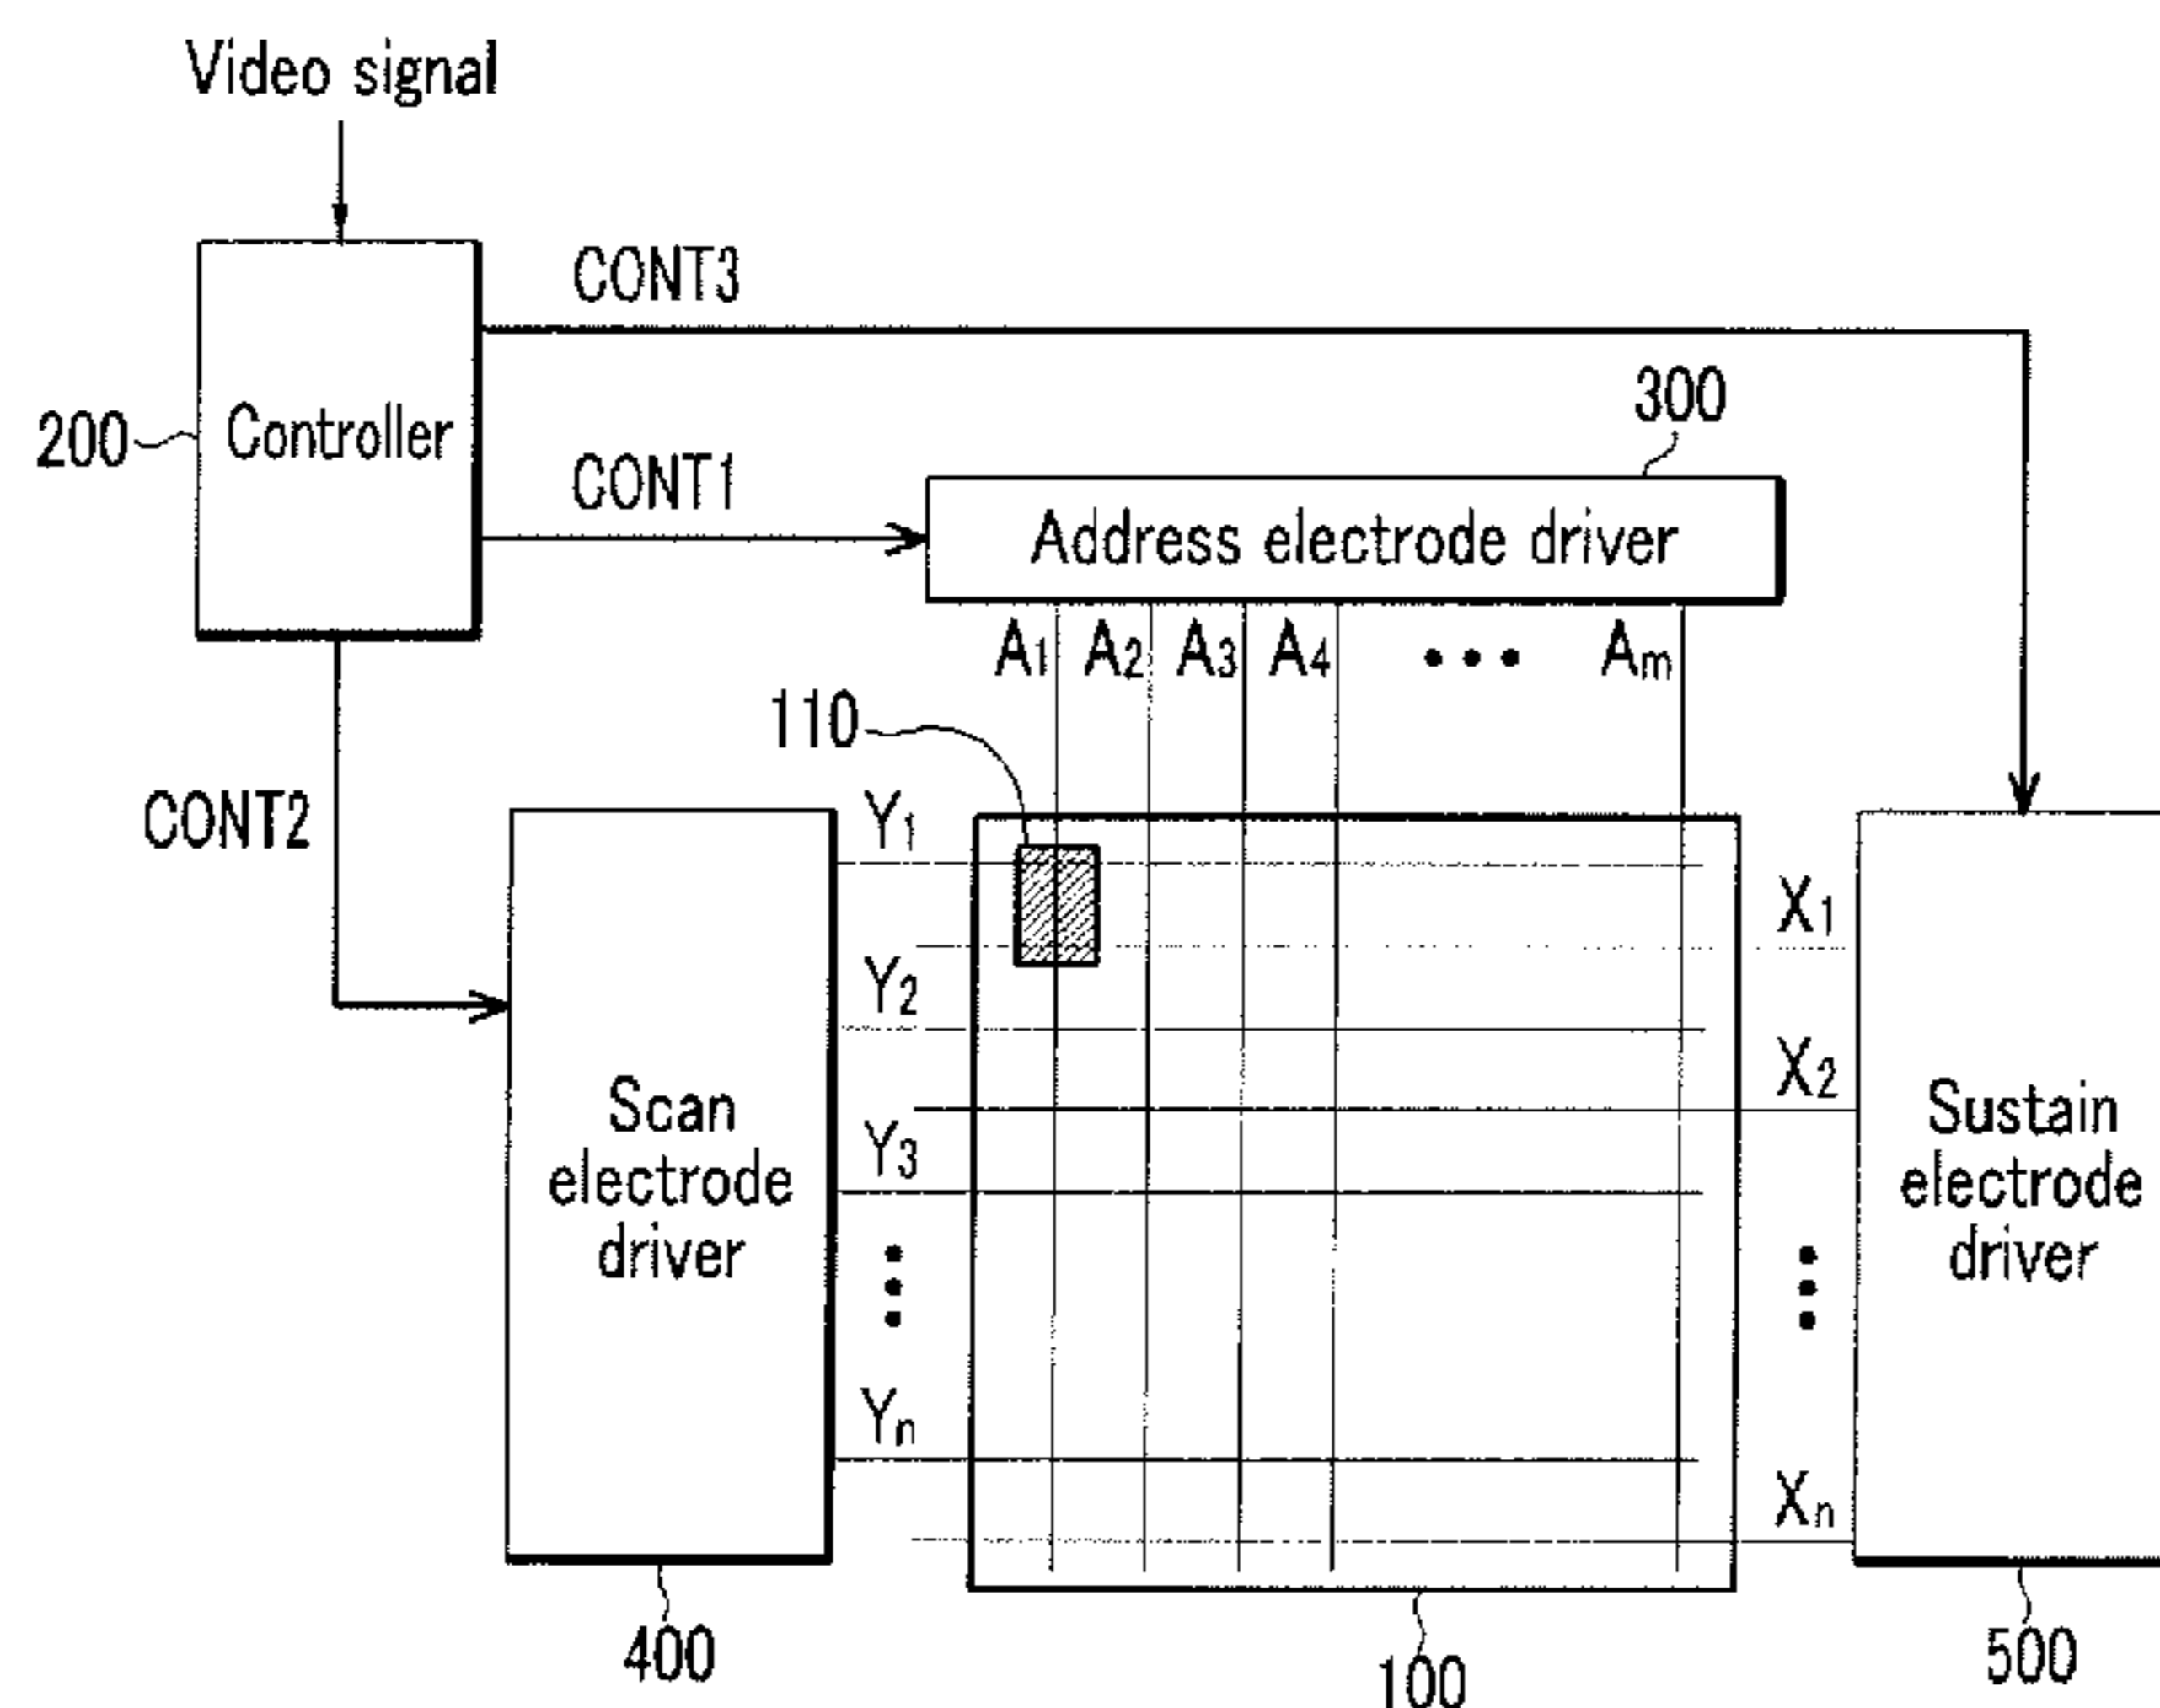 Video signal
CONT3
200
Controller
300
CONT1
Address electrode driver
A1 A2 A3 A4 ••• Am
110
CONT2
Y1
X1
Y2
X2
Y3
Scan
electrode
driver
Sustain
electrode
driver
Yn
Xn
400
100
500